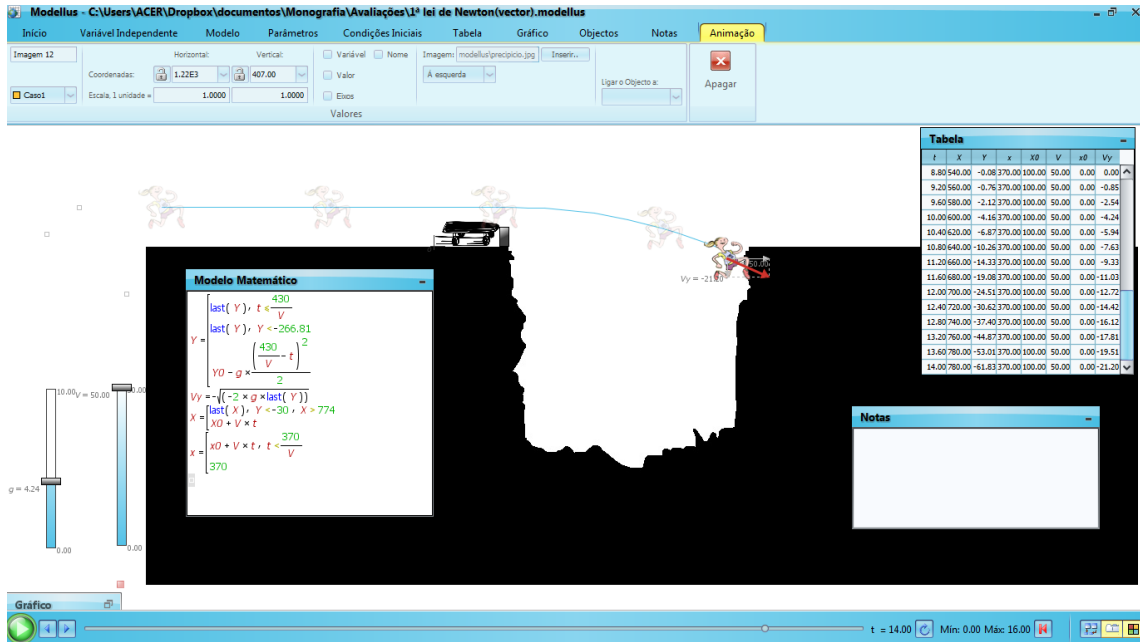 Modellus - C:\Users\ACER\Dropbox\documentos\Monografia\Avaliações\1ª lei de Newton(vector).modellus
Início Variável Independente Modelo Parâmetros Condições Iniciais Tabela Gráfico Objectos Notas Animação
Imagem 12 Horizontal: Vertical: Variável Nome Imagem: modellus\precipicio.jpg Inserir..
Coordenadas: 1.22E3 407.00 Valor À esquerda Ligar o Objecto a: Apagar
Caso1 Escala, 1 unidade = 1.0000 1.0000 Eixos
Valores
Tabela
t X Y x X0 V x0 Vy
8.80 540.00 -0.08 370.00 100.00 50.00 0.00 0.00
9.20 560.00 -0.76 370.00 100.00 50.00 0.00 -0.85
9.60 580.00 -2.12 370.00 100.00 50.00 0.00 -2.54
10.00 600.00 -4.16 370.00 100.00 50.00 0.00 -4.24
10.40 620.00 -6.87 370.00 100.00 50.00 0.00 -5.94
10.80 640.00 -10.26 370.00 100.00 50.00 0.00 -7.63
11.20 660.00 -14.33 370.00 100.00 50.00 0.00 -9.33
11.60 680.00 -19.08 370.00 100.00 50.00 0.00 -11.03
12.00 700.00 -24.51 370.00 100.00 50.00 0.00 -12.72
12.40 720.00 -30.62 370.00 100.00 50.00 0.00 -14.42
12.80 740.00 -37.40 370.00 100.00 50.00 0.00 -16.12
13.20 760.00 -44.87 370.00 100.00 50.00 0.00 -17.81
13.60 780.00 -53.01 370.00 100.00 50.00 0.00 -19.51
14.00 780.00 -61.83 370.00 100.00 50.00 0.00 -21.20
Modelo Matemático
last( Y ), t < 430/V
last( Y ), Y < -266.81
Y = Y0 - g × (430/V - t)^2/2
Vy = -√(-2 × g × last( Y ))
X = last( X ), Y < -30, X > 774
X0 + V × t
x = x0 + V × t, t < 370/V
370
10.00
V = 50.00
g = 4.24
0.00
0.00
Notas
Gráfico
t = 14.00 Mín: 0.00 Máx: 16.00